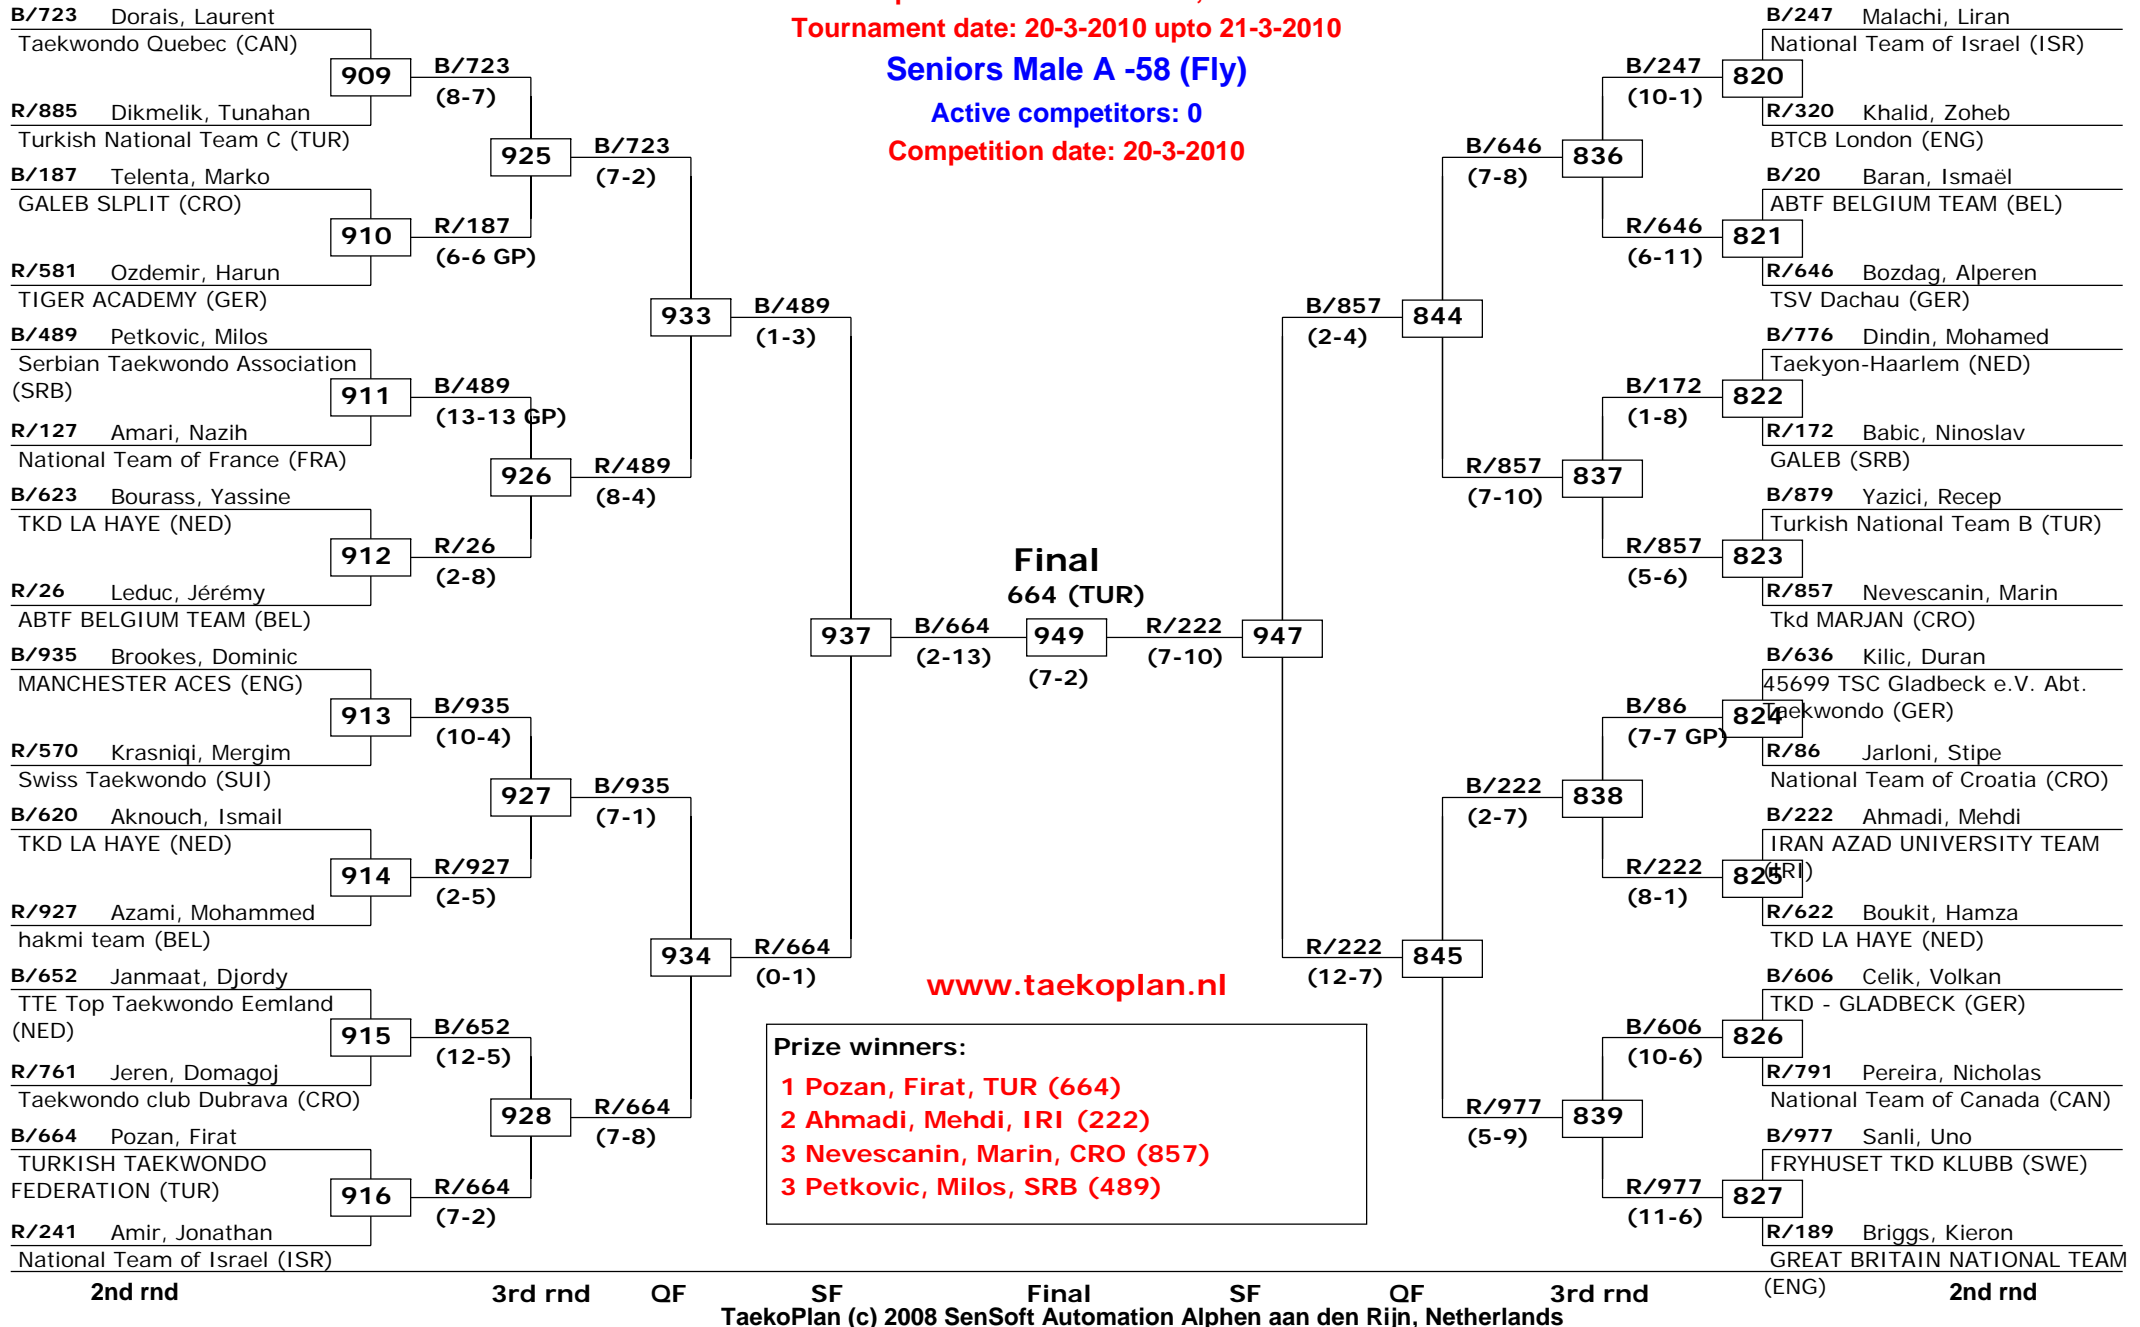 Tournament date: 20-3-2010 upto 21-3-2010
Seniors Male A -58 (Fly)
Active competitors: 0
Competition date: 20-3-2010
B/723 Dorais, Laurent
Taekwondo Quebec (CAN)
909
R/885 Dikmelik, Tunahan
Turkish National Team C (TUR)
B/187 Telenta, Marko
GALEB SLPLIT (CRO)
910
R/581 Ozdemir, Harun
TIGER ACADEMY (GER)
B/489 Petkovic, Milos
Serbian Taekwondo Association
(SRB)
911
R/127 Amari, Nazih
National Team of France (FRA)
B/623 Bourass, Yassine
TKD LA HAYE (NED)
912
R/26 Leduc, Jérémy
ABTF BELGIUM TEAM (BEL)
B/935 Brookes, Dominic
MANCHESTER ACES (ENG)
913
R/570 Krasniqi, Mergim
Swiss Taekwondo (SUI)
B/620 Aknouch, Ismail
TKD LA HAYE (NED)
914
R/927 Azami, Mohammed
hakmi team (BEL)
B/652 Janmaat, Djordy
TTE Top Taekwondo Eemland
(NED)
915
R/761 Jeren, Domagoj
Taekwondo club Dubrava (CRO)
B/664 Pozan, Firat
TURKISH TAEKWONDO
FEDERATION (TUR)
916
R/241 Amir, Jonathan
National Team of Israel (ISR)
B/723
(8-7)
925
R/187
(6-6 GP)
B/489
(13-13 GP)
926
R/26
(2-8)
B/935
(10-4)
927
R/927
(2-5)
B/652
(12-5)
928
R/664
(7-2)
B/723
(7-2)
933
R/489
(8-4)
B/935
(7-1)
934
R/664
(7-8)
B/489
(1-3)
937
R/664
(0-1)
Final
664 (TUR)
B/664
(2-13)
949
(7-2)
R/222
(7-10)
947
B/857
(2-4)
844
R/222
(12-7)
845
B/646
(7-8)
836
R/857
(7-10)
837
B/222
(2-7)
838
R/977
(5-9)
839
B/247
(10-1)
R/646
(6-11)
B/172
(1-8)
R/857
(5-6)
B/86
(7-7 GP)
R/222
(8-1)
B/606
(10-6)
R/977
(11-6)
B/247 Malachi, Liran
National Team of Israel (ISR)
820
R/320 Khalid, Zoheb
BTCB London (ENG)
B/20 Baran, Ismaël
ABTF BELGIUM TEAM (BEL)
821
R/646 Bozdag, Alperen
TSV Dachau (GER)
B/776 Dindin, Mohamed
Taekyon-Haarlem (NED)
822
R/172 Babic, Ninoslav
GALEB (SRB)
B/879 Yazici, Recep
Turkish National Team B (TUR)
823
R/857 Nevescanin, Marin
Tkd MARJAN (CRO)
B/636 Kilic, Duran
45699 TSC Gladbeck e.V. Abt.
Taekwondo (GER)
824
R/86 Jarloni, Stipe
National Team of Croatia (CRO)
B/222 Ahmadi, Mehdi
IRAN AZAD UNIVERSITY TEAM
(IRI)
825
R/622 Boukit, Hamza
TKD LA HAYE (NED)
B/606 Celik, Volkan
TKD - GLADBECK (GER)
826
R/791 Pereira, Nicholas
National Team of Canada (CAN)
B/977 Sanli, Uno
FRYHUSET TKD KLUBB (SWE)
827
R/189 Briggs, Kieron
GREAT BRITAIN NATIONAL TEAM
(ENG)
www.taekoplan.nl
Prize winners:
1 Pozan, Firat, TUR (664)
2 Ahmadi, Mehdi, IRI (222)
3 Nevescanin, Marin, CRO (857)
3 Petkovic, Milos, SRB (489)
2nd rnd 3rd rnd QF SF Final SF QF 3rd rnd 2nd rnd
TaekoPlan (c) 2008 SenSoft Automation Alphen aan den Rijn, Netherlands